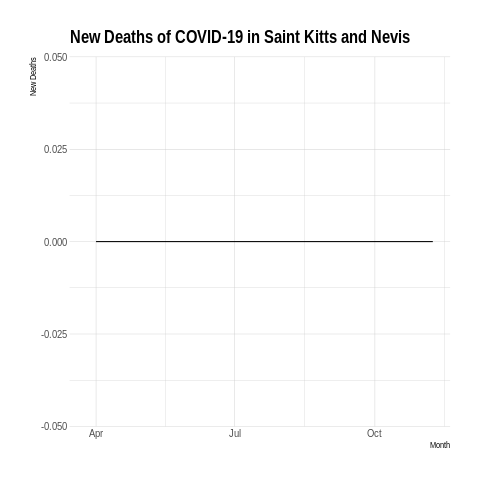 New Deaths of COVID-19 in Saint Kitts and Nevis
New Deaths
0.050
0.025
0.000
-0.025
-0.050
Apr Jul Oct
Month